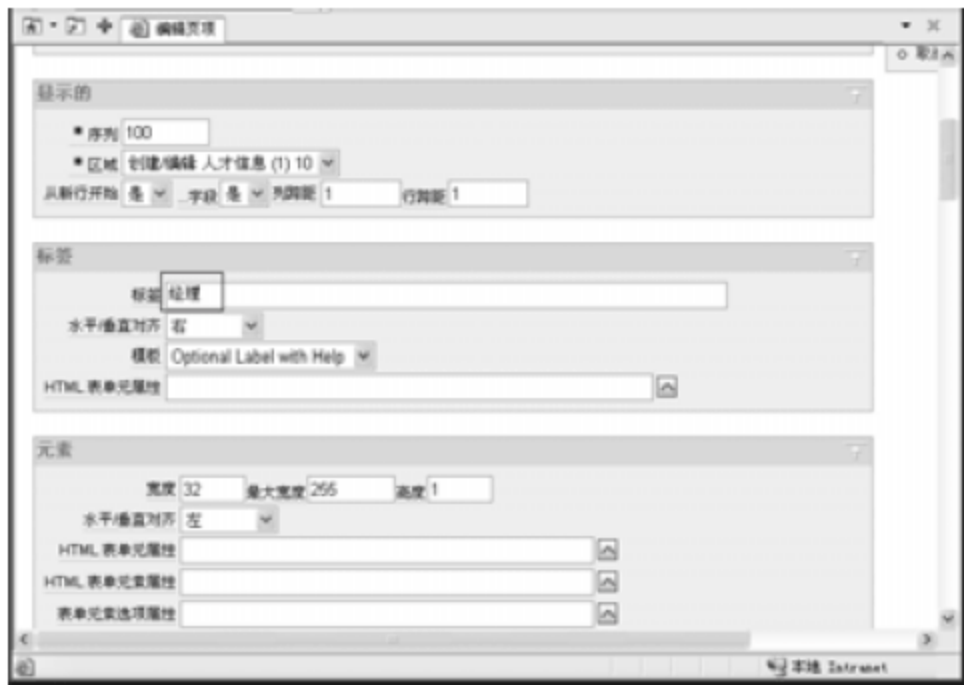 编辑页项
取消
显示的
序列 100
区域 创建/编辑 人才信息 (1) 10
从新行开始 是 ...字段 是 列跨距 1 行跨距 1
标签
标签 经理
水平/垂直对齐 右
模板 Optional Label with Help
HTML 表单元属性
元素
宽度 32 最大宽度 255 高度 1
水平/垂直对齐 左
HTML 表单元属性
HTML 表单元素属性
表单元素选项属性
本地 Intranet